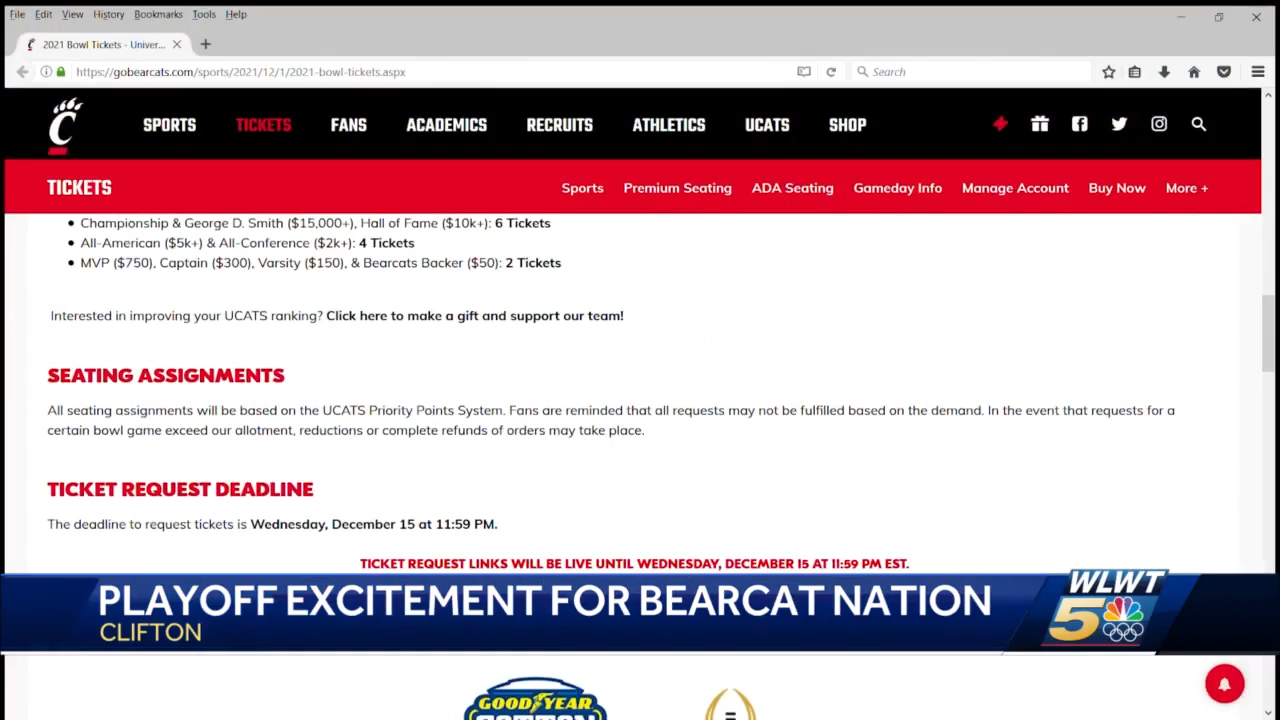 File Edit View History Bookmarks Tools Help
2021 Bowl Tickets - Univer...
https://gobearcats.com/sports/2021/12/1/2021-bowl-tickets.aspx
Search
C SPORTS TICKETS FANS ACADEMICS RECRUITS ATHLETICS UCATS SHOP
TICKETS
Sports Premium Seating ADA Seating Gameday Info Manage Account Buy Now More +
• Championship & George D. Smith ($15,000+), Hall of Fame ($10k+): 6 Tickets
• All-American ($5k+) & All-Conference ($2k+): 4 Tickets
• MVP ($750), Captain ($300), Varsity ($150), & Bearcats Backer ($50): 2 Tickets
Interested in improving your UCATS ranking? Click here to make a gift and support our team!
SEATING ASSIGNMENTS
All seating assignments will be based on the UCATS Priority Points System. Fans are reminded that all requests may not be fulfilled based on the demand. In the event that requests for a
certain bowl game exceed our allotment, reductions or complete refunds of orders may take place.
TICKET REQUEST DEADLINE
The deadline to request tickets is Wednesday, December 15 at 11:59 PM.
TICKET REQUEST LINKS WILL BE LIVE UNTIL WEDNESDAY, DECEMBER 15 AT 11:59 PM EST.
PLAYOFF EXCITEMENT FOR BEARCAT NATION
CLIFTON
WLWT
5
GOODYEAR
COTTON